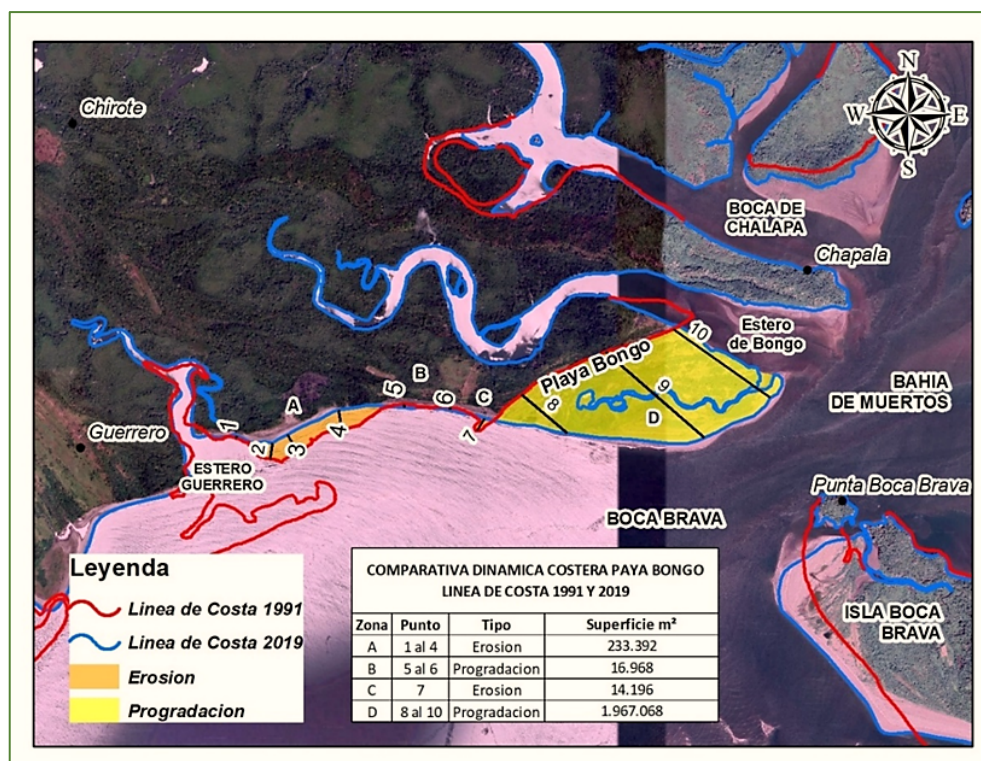 N
W E
S
Chirote
BOCA DE
CHALAPA
Chapala
Estero
de Bongo
10
Playa Bongo
B
5
6
C
A
8
9
D
BAHIA
DE MUERTOS
1
2
3
4
7
Guerrero
ESTERO
GUERRERO
Punta Boca Brava
BOCA BRAVA
ISLA BOCA
BRAVA
Leyenda
Linea de Costa 1991
Linea de Costa 2019
Erosion
Progradacion
COMPARATIVA DINAMICA COSTERA PAYA BONGO
LINEA DE COSTA 1991 Y 2019
Zona Punto Tipo Superficie m²
A 1 al 4 Erosion 233.392
B 5 al 6 Progradacion 16.968
C 7 Erosion 14.196
D 8 al 10 Progradacion 1.967.068